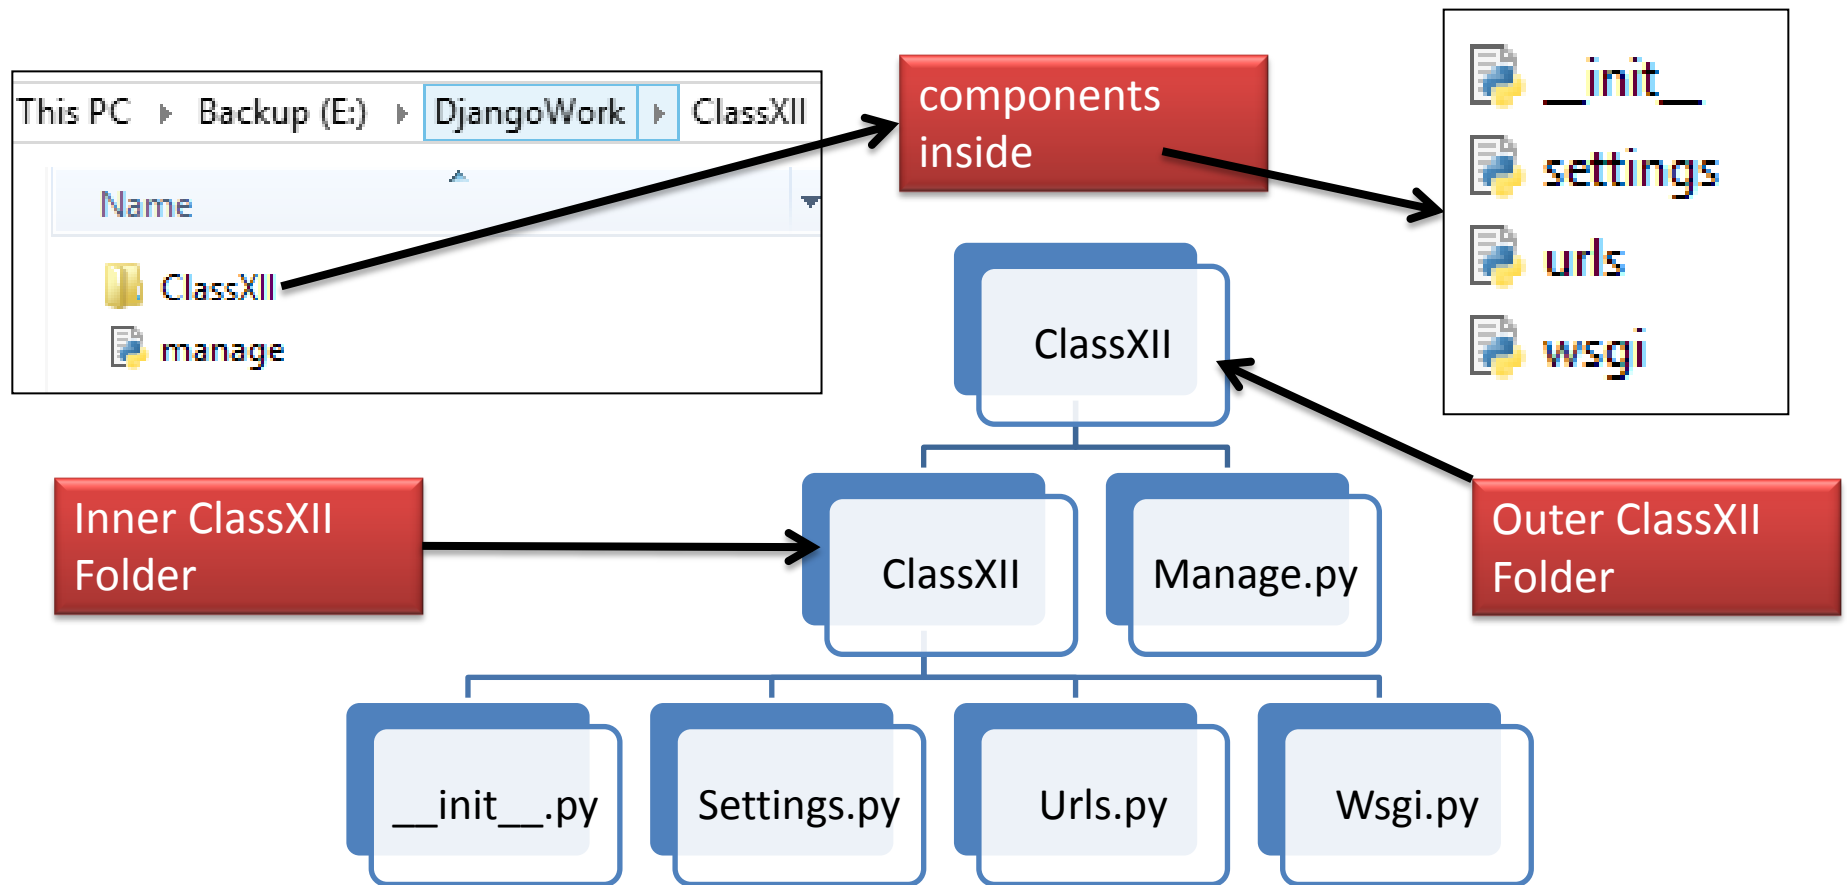 This PC Backup (E:) DjangoWork ClassXII
Name
ClassXII
manage
components
inside
__init__
settings
urls
wsgi
ClassXII
Inner ClassXII
Folder
ClassXII
Manage.py
Outer ClassXII
Folder
__init__.py
Settings.py
Urls.py
Wsgi.py